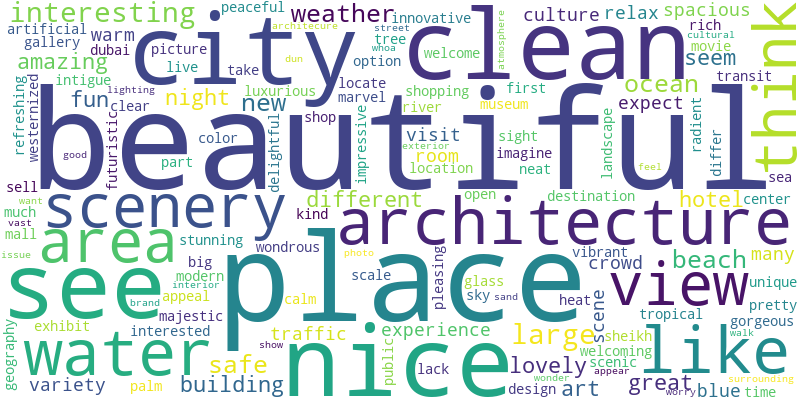 interesting
peaceful
weather
innovative
culture
relax
spacious
artificial
architecure
street
rich
cultural
gallery
dubai
warm
picture
whoa
tree
welcome
atmosphere
movie
think
amazing
dun
live
take
option
city
clean
seem
intigue
lighting
luxurious
locate
shopping
first
ocean
transit
refreshing
westernized
fun
clear
night
new
marvel
river
museum
expect
beautiful
futuristic
color
delightful
shop
impressive
visit
sight
landscape
radient
differ
good
part
exterior
room
imagine
location
neat
feel
sea
sell
want
scenery
different
open
destination
hotel
center
much
kind
architecture
vast
mall
area
stunning
wondrous
photo
pleasing
vibrant
many
issue
see
big
modern
place
scale
glass
crowd
beach
unique
brand
interior
calm
sky
sand
heat
view
pretty
geography
appeal
majestic
tropical
gorgeous
exhibit
interested
traffic
experience
large
scene
sheikh
walk
water
safe
show
nice
public
lack
lovely
welcoming
scenic
like
wonder
appear
surrounding
variety
palm
building
design
art
great
worry
blue
time